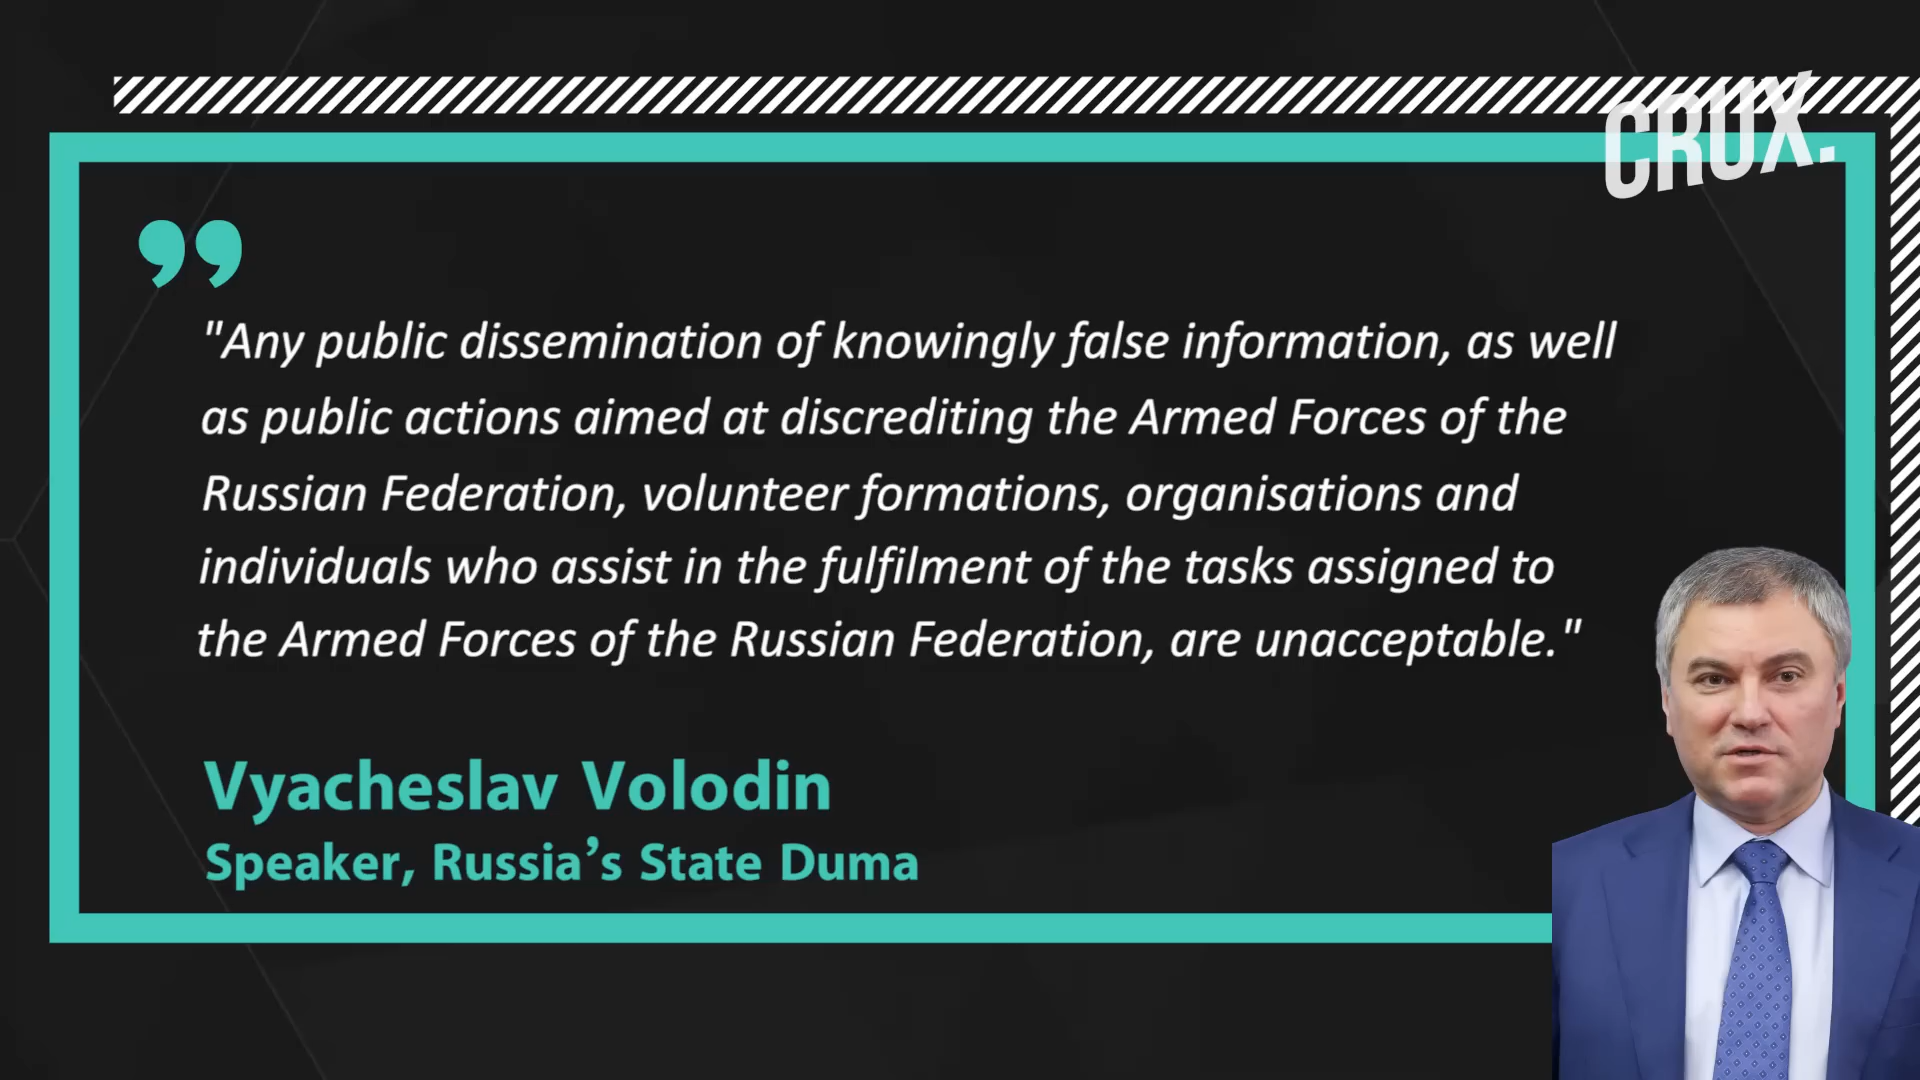 CRUX.
"Any public dissemination of knowingly false information, as well
as public actions aimed at discrediting the Armed Forces of the
Russian Federation, volunteer formations, organisations and
individuals who assist in the fulfilment of the tasks assigned to
the Armed Forces of the Russian Federation, are unacceptable."
Vyacheslav Volodin
Speaker, Russia’s State Duma